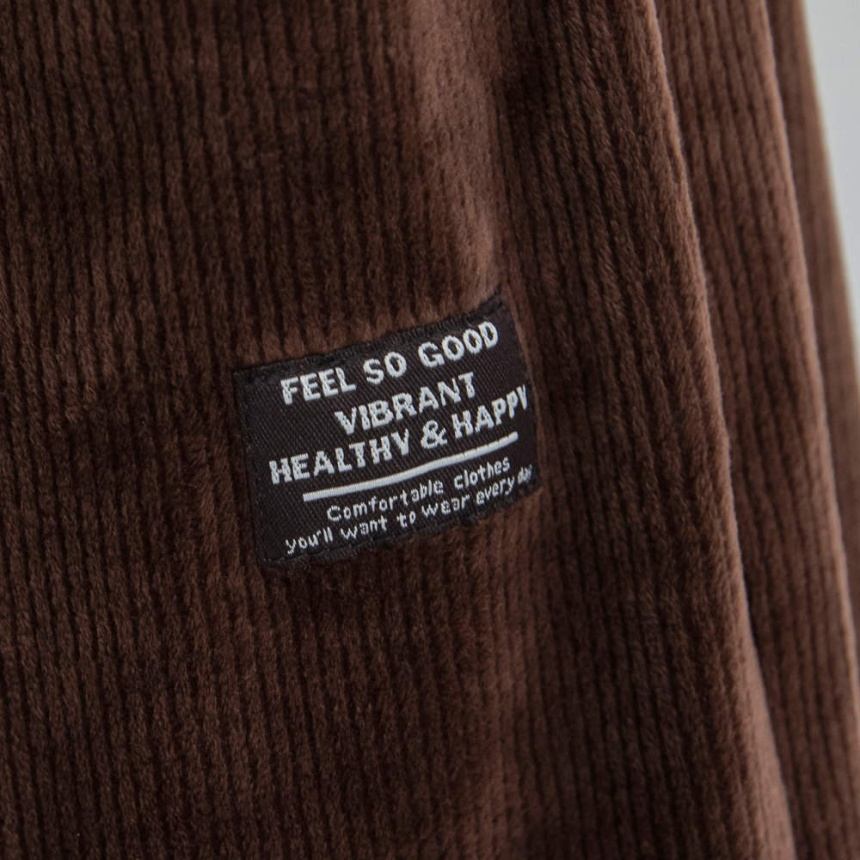 FEEL SO GOOD
VIBRANT
HEALTHY & HAPPY
Comfortable Clothes
you'll want to wear every day